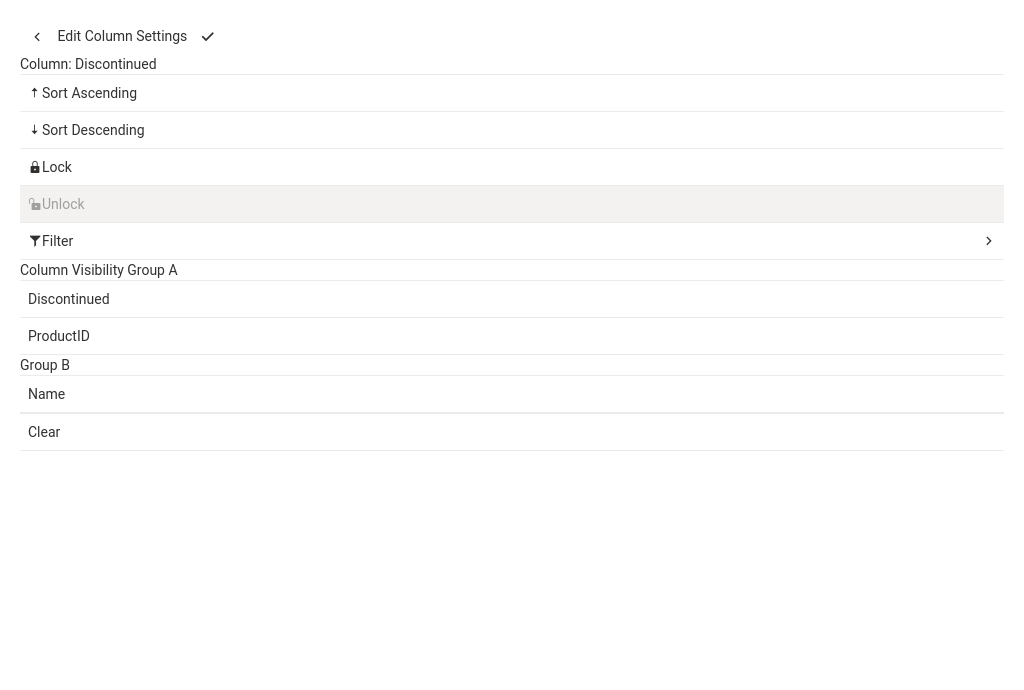 Edit Column Settings
Column: Discontinued
Sort Ascending
Sort Descending
Lock
Unlock
Filter
Column Visibility Group A
Discontinued
ProductID
Group B
Name
Clear